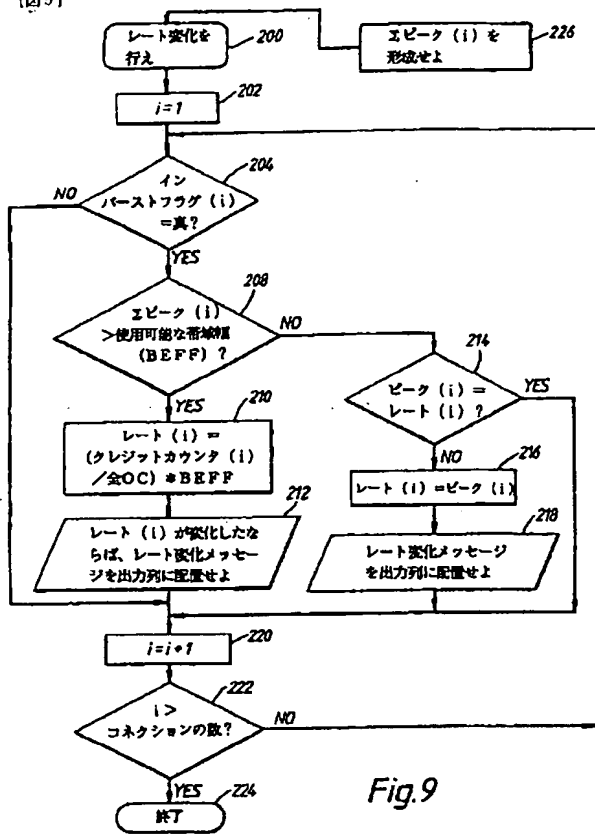 レート変化を
行え
200
Σピーク (i) を
形成せよ
226
i=1
202
イン
バーストフラグ (i)
=真?
204
NO
YES
Σピーク (i)
>使用可能な帯域幅
(BEFF) ?
208
NO
YES
ピーク (i) =
レート (i) ?
214
YES
NO
レート (i) =
(クレジットカウンタ (i)
/全OC) *BEFF
210
レート (i) =ピーク (i)
216
レート (i) が変化したな
らば、レート変化メッセー
ジを出力列に配置せよ
212
レート変化メッセージ
を出力列に配置せよ
218
i=i+1
220
i>
コネクションの数?
222
NO
YES
終了
224
Fig.9